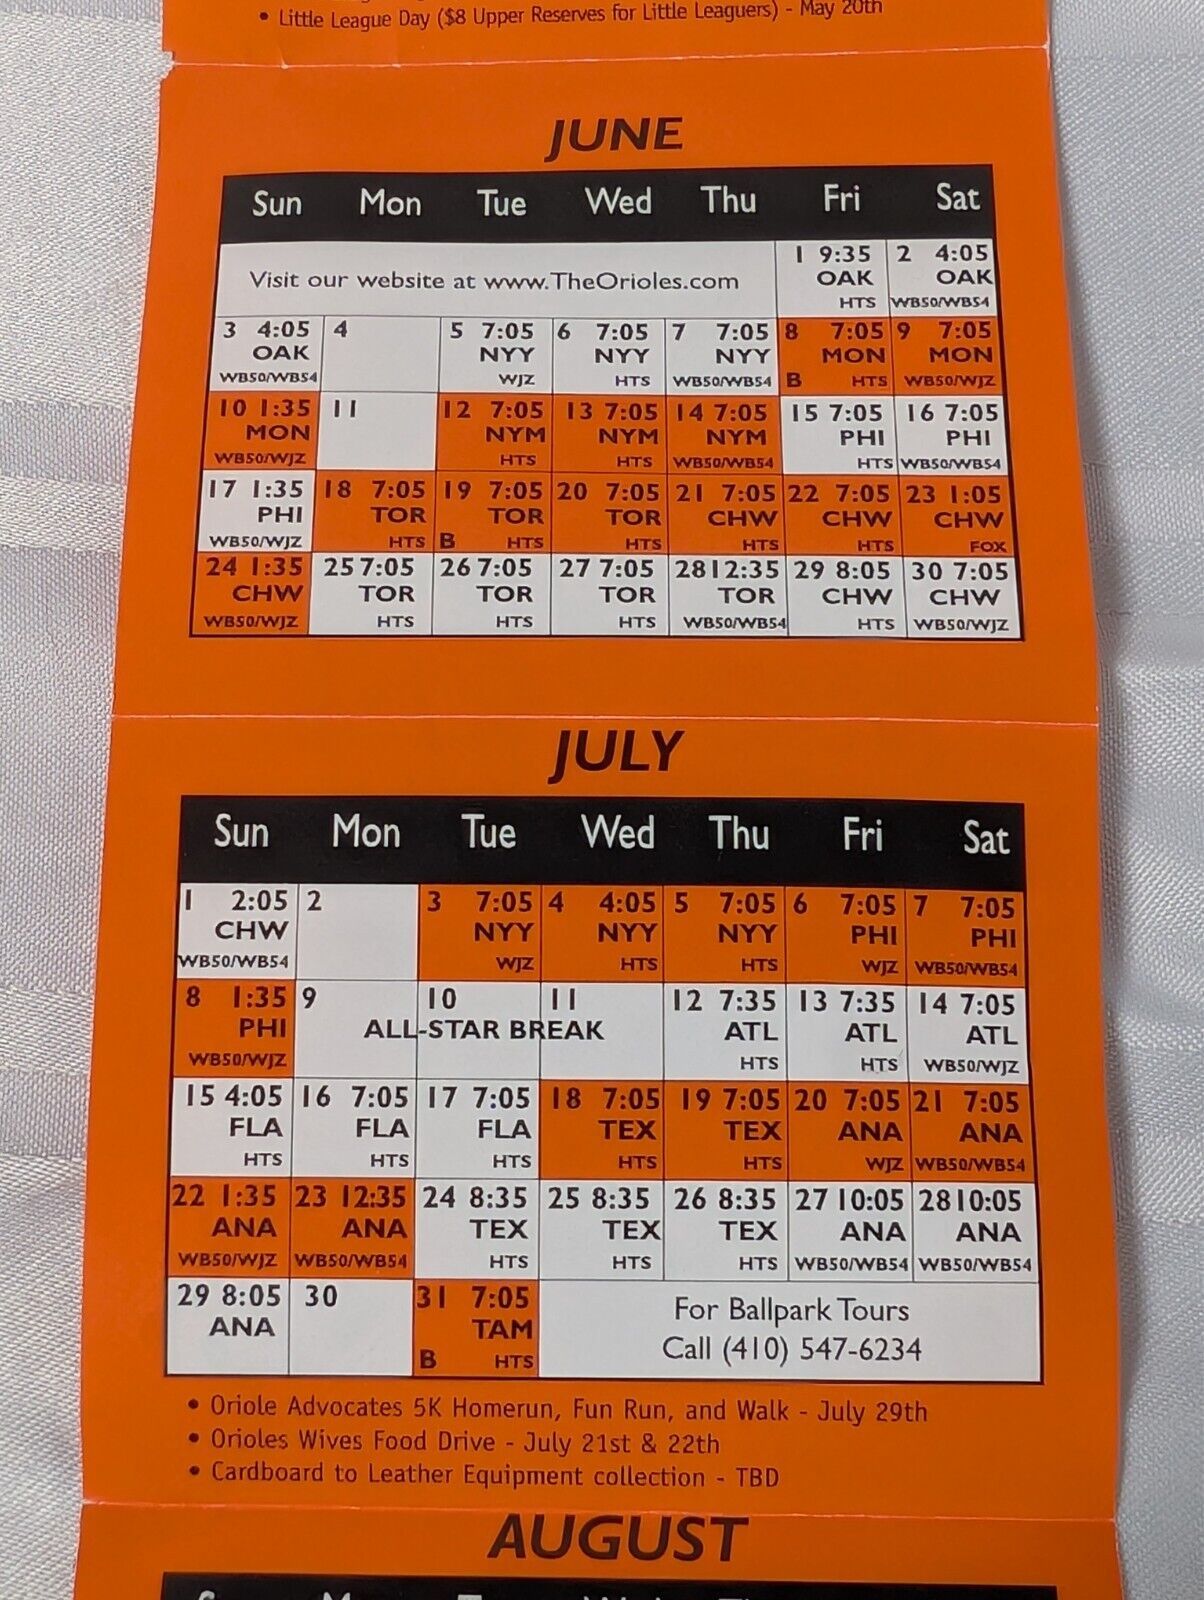 • Little League Day ($8 Upper Reserves for Little Leaguers) - May 20th
JUNE
Sun Mon Tue Wed Thu Fri Sat
Visit our website at www.TheOrioles.com 1 9:35 2 4:05
OAK OAK
HTS WB50/WB54
3 4:05 4 5 7:05 6 7:05 7 7:05 8 7:05 9 7:05
OAK NYY NYY NYY MON MON
WB50/WB54 WJZ HTS WB50/WB54 B HTS WB50/WJZ
10 1:35 11 12 7:05 13 7:05 14 7:05 15 7:05 16 7:05
MON NYM NYM NYM PHI PHI
WB50/WJZ HTS HTS WB50/WB54 HTS WB50/WB54
17 1:35 18 7:05 19 7:05 20 7:05 21 7:05 22 7:05 23 1:05
PHI TOR TOR TOR CHW CHW CHW
WB50/WJZ HTS B HTS HTS HTS HTS FOX
24 1:35 25 7:05 26 7:05 27 7:05 28 12:35 29 8:05 30 7:05
CHW TOR TOR TOR TOR CHW CHW
WB50/WJZ HTS HTS HTS WB50/WB54 HTS WB50/WJZ
JULY
Sun Mon Tue Wed Thu Fri Sat
1 2:05 2 3 7:05 4 4:05 5 7:05 6 7:05 7 7:05
CHW NYY NYY NYY PHI PHI
WB50/WB54 WJZ HTS HTS WJZ WB50/WB54
8 1:35 9 10 11 12 7:35 13 7:35 14 7:05
PHI ALL-STAR BREAK ATL ATL ATL
WB50/WJZ HTS HTS WB50/WJZ
15 4:05 16 7:05 17 7:05 18 7:05 19 7:05 20 7:05 21 7:05
FLA FLA FLA TEX TEX ANA ANA
HTS HTS HTS HTS HTS WJZ WB50/WB54
22 1:35 23 12:35 24 8:35 25 8:35 26 8:35 27 10:05 28 10:05
ANA ANA TEX TEX TEX ANA ANA
WB50/WJZ WB50/WB54 HTS HTS HTS WB50/WB54 WB50/WB54
29 8:05 30 31 7:05 For Ballpark Tours
ANA TAM Call (410) 547-6234
B HTS
• Oriole Advocates 5K Homerun, Fun Run, and Walk - July 29th
• Orioles Wives Food Drive - July 21st & 22th
• Cardboard to Leather Equipment collection - TBD
AUGUST